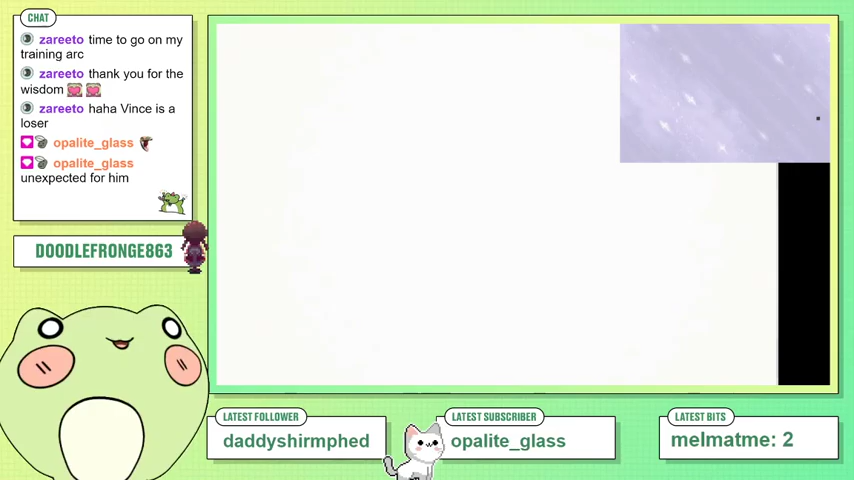 CHAT
zareeto time to go on my
training arc
zareeto thank you for the
wisdom
zareeto haha Vince is a
loser
opalite_glass
opalite_glass
unexpected for him
DOODLEFRONGE863
LATEST FOLLOWER
daddyshirmphed
LATEST SUBSCRIBER
opalite_glass
LATEST BITS
melmatme: 2